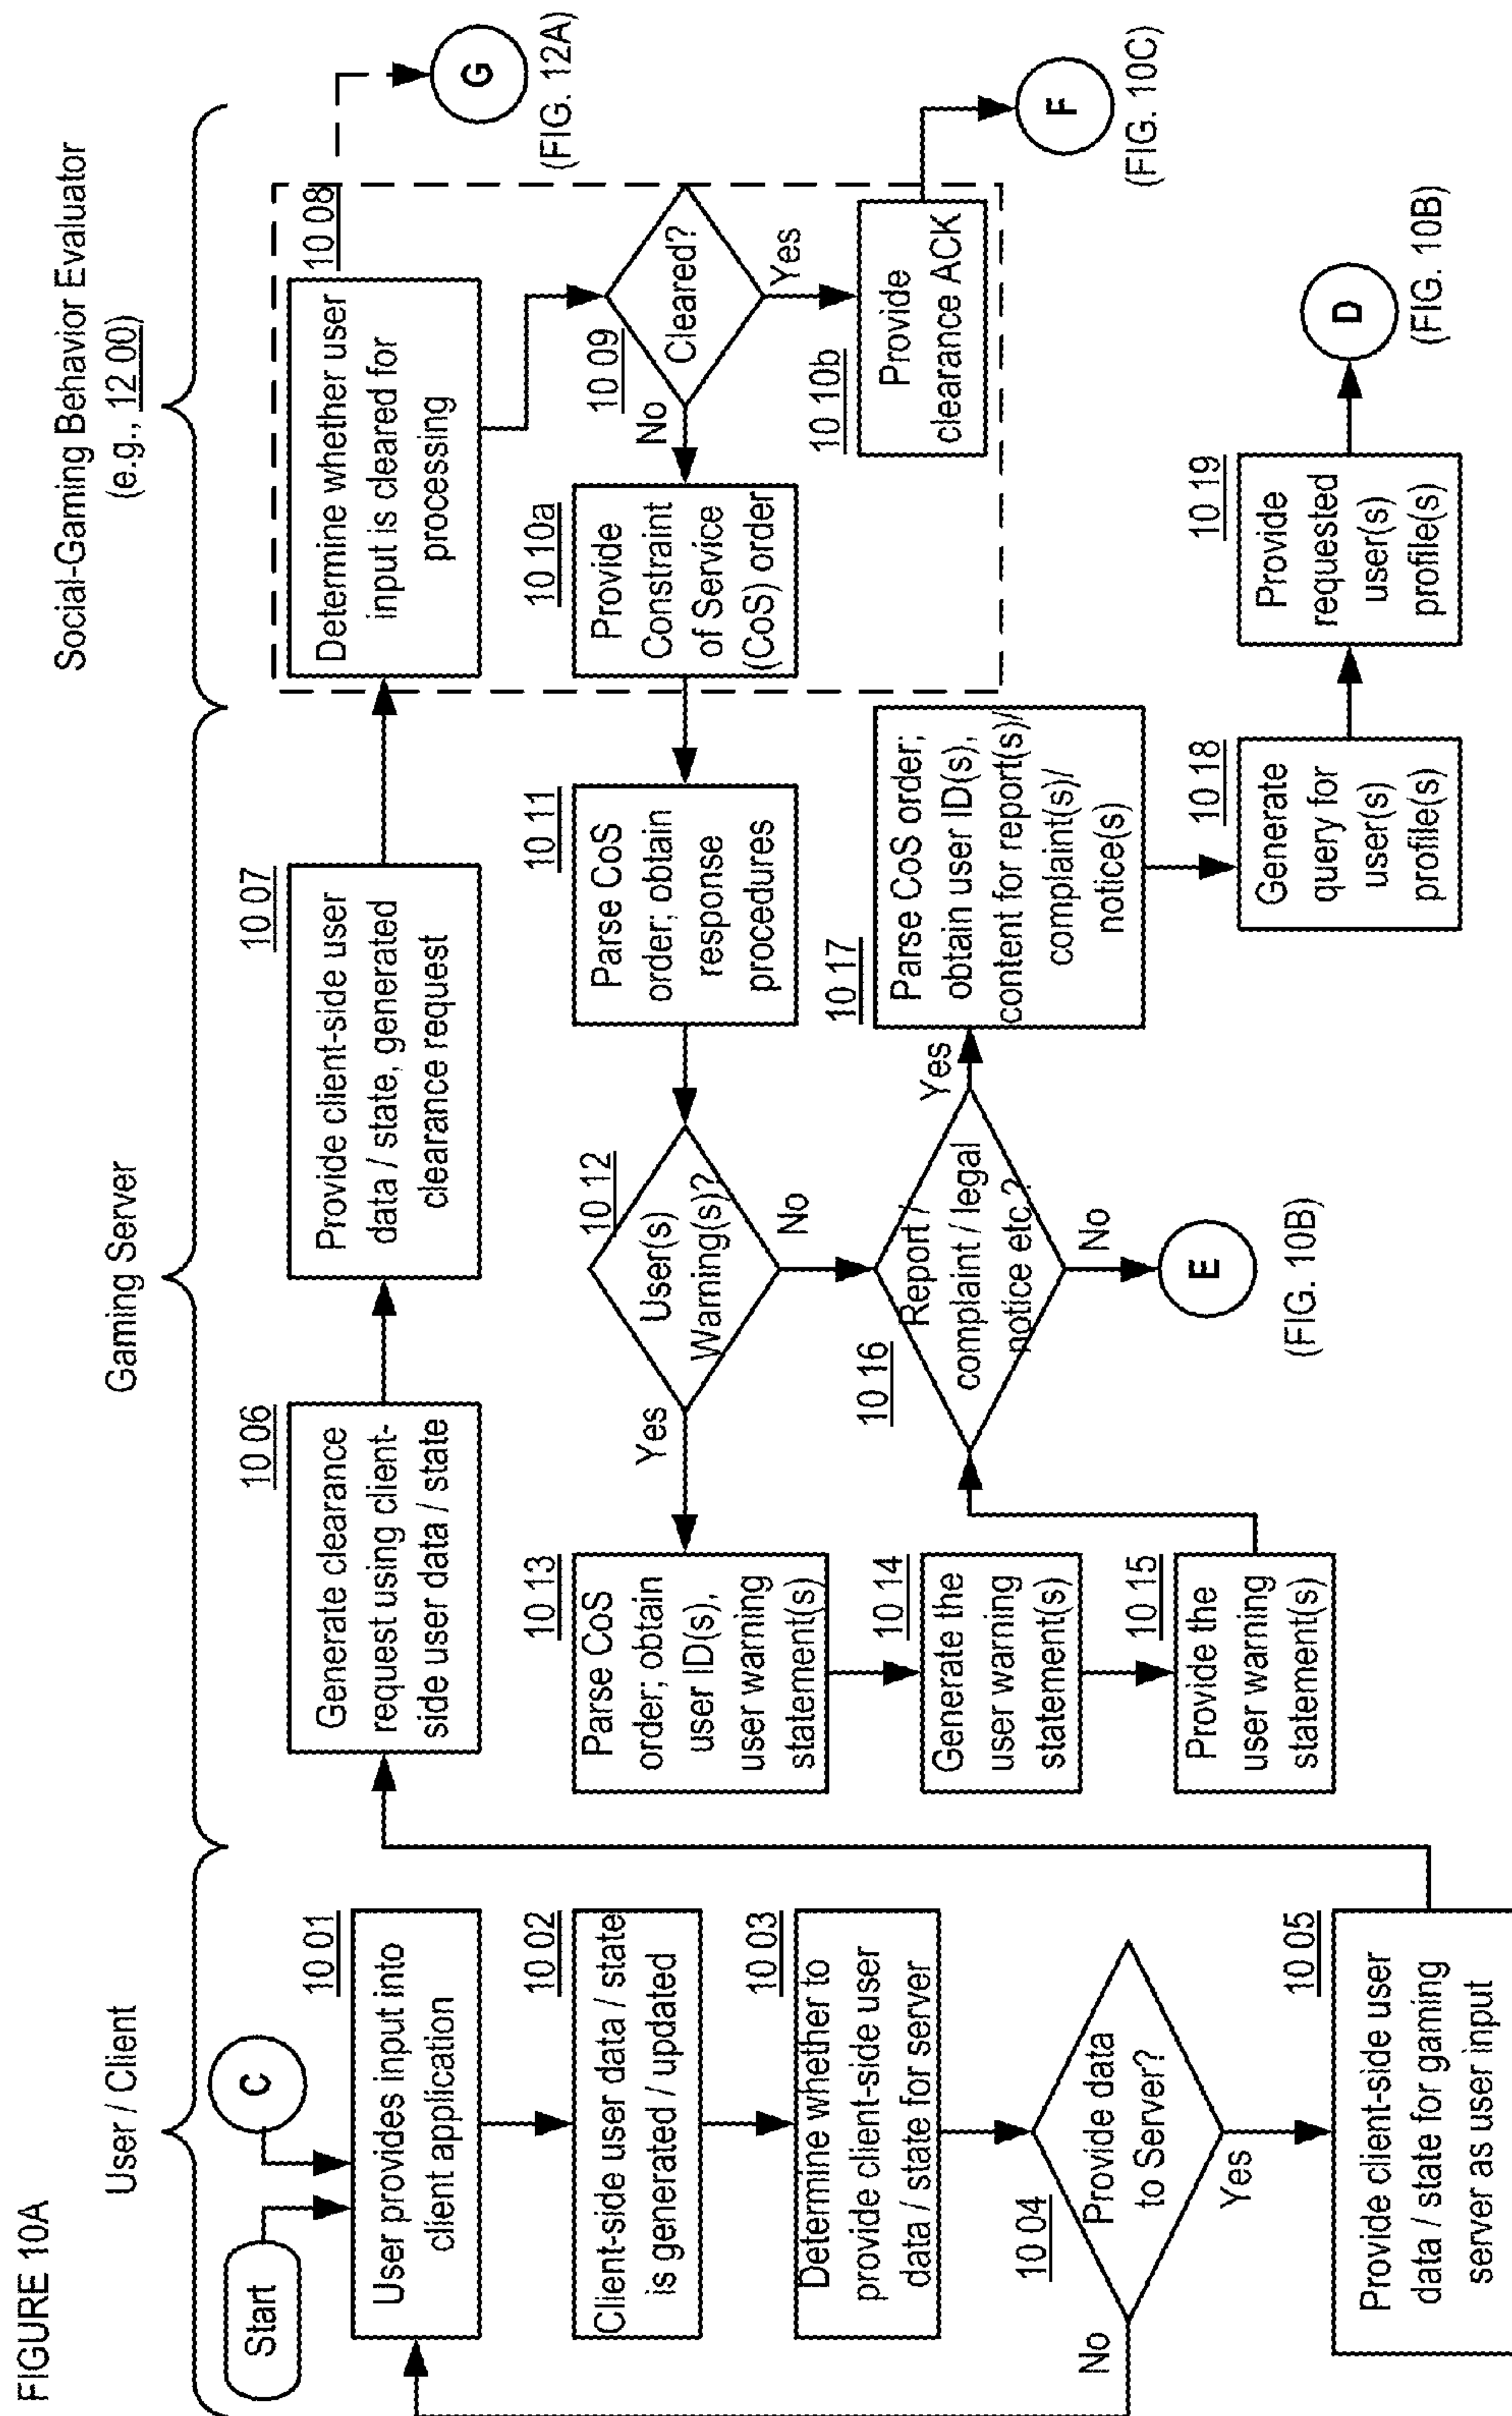 FIGURE 10A
User / Client
Gaming Server
Social-Gaming Behavior Evaluator
(e.g., 12 00)
Start
C
10 01
User provides input into
client application
10 02
Client-side user data / state
is generated / updated
10 03
Determine whether to
provide client-side user
data / state for server
10 04
Provide data
to Server?
No
Yes
10 05
Provide client-side user
data / state for gaming
server as user input
10 06
Generate clearance
request using client-
side user data / state
10 07
Provide client-side user
data / state, generated
clearance request
10 08
Determine whether user
input is cleared for
processing
G
(FIG. 12A)
10 09
Cleared?
No
Yes
10 10a
Provide
Constraint
of Service
(CoS) order
10 10b
Provide
clearance ACK
F
(FIG. 10C)
10 11
Parse CoS
order; obtain
response
procedures
10 12
User(s)
Warning(s)?
Yes
No
10 13
Parse CoS
order; obtain
user ID(s),
user warning
statement(s)
10 14
Generate the
user warning
statement(s)
10 15
Provide the
user warning
statement(s)
10 16
Report /
complaint / legal
notice etc.?
Yes
No
E
(FIG. 10B)
10 17
Parse CoS order;
obtain user ID(s),
content for report(s)/
complaint(s)/
notice(s)
10 18
Generate
query for
user(s)
profile(s)
10 19
Provide
requested
user(s)
profile(s)
D
(FIG. 10B)